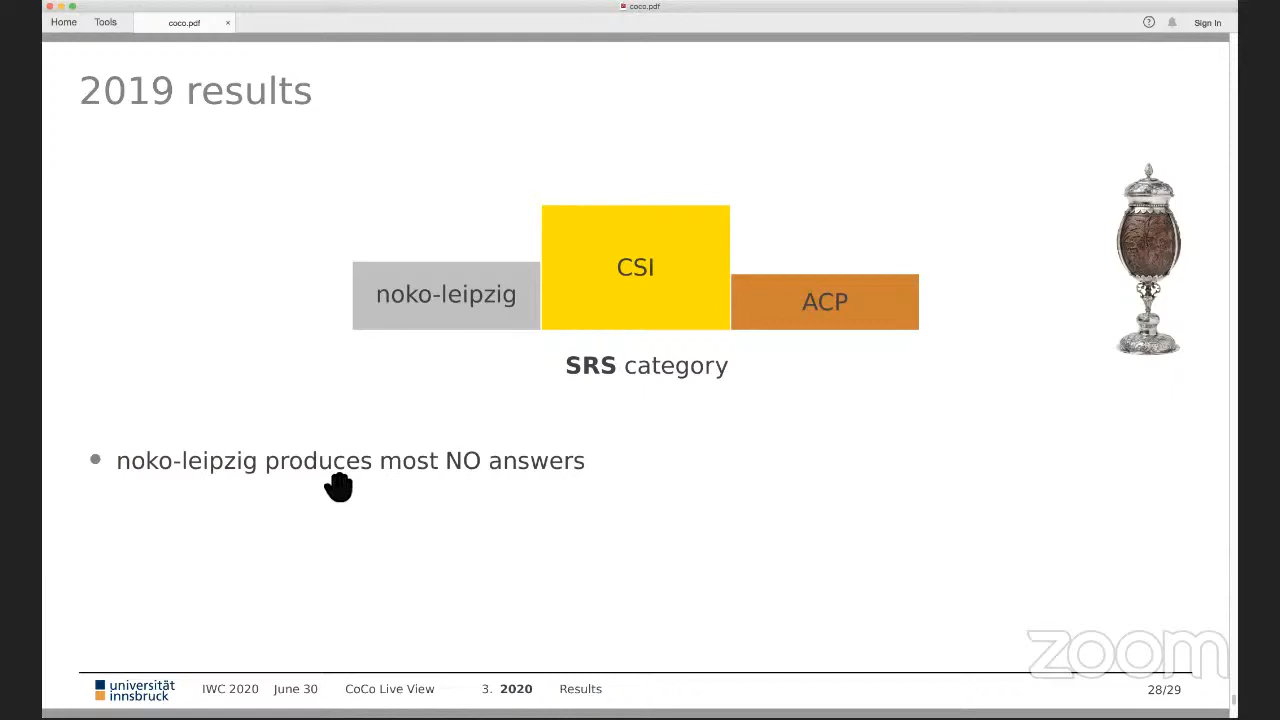 coco.pdf
Home Tools coco.pdf × ? Sign In
2019 results
CSI
noko-leipzig
ACP
SRS category
• noko-leipzig produces most NO answers
zoom
universität
innsbruck
IWC 2020 June 30 CoCo Live View 3. 2020 Results 28/29